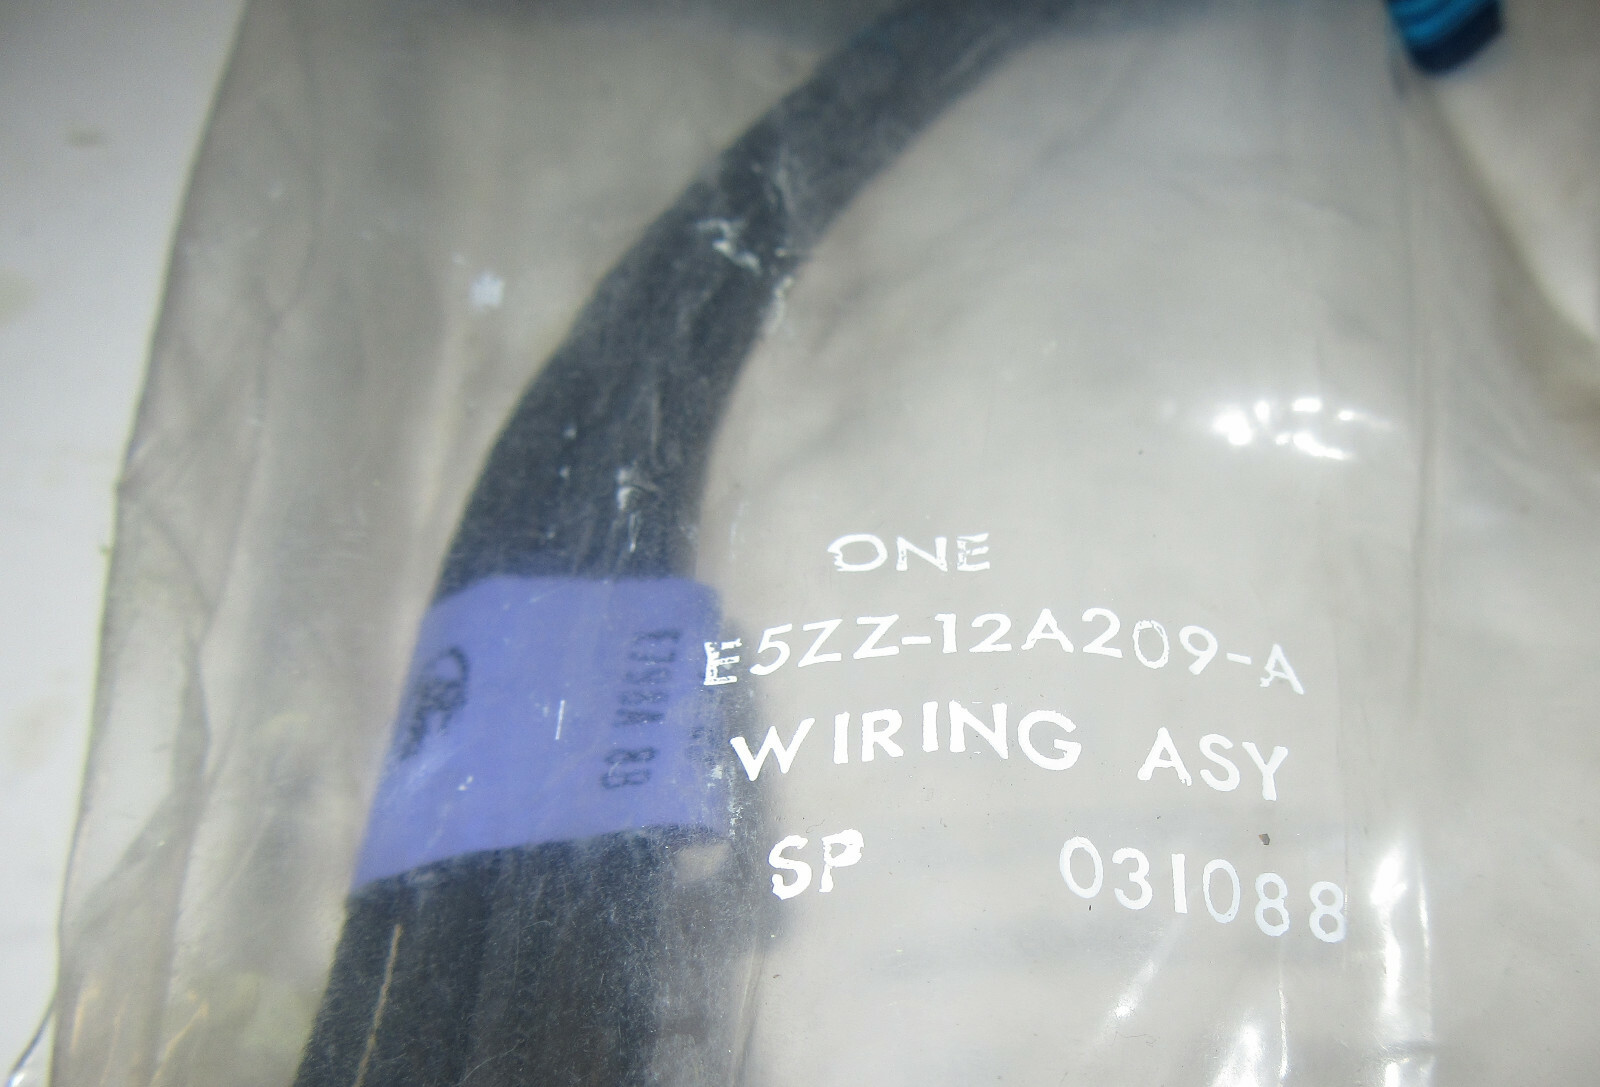 ONE
E5ZZ-12A209-A
WIRING ASY
SP 031088